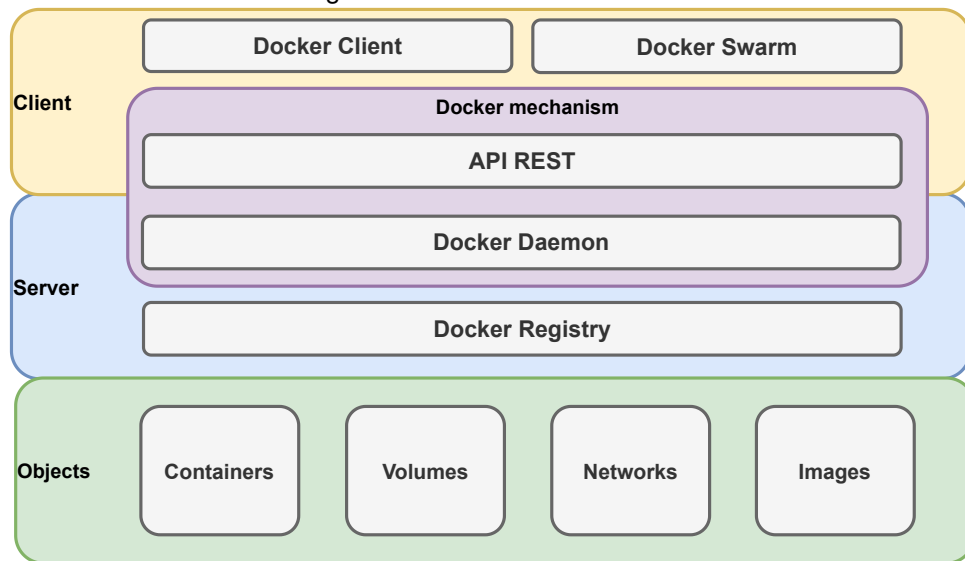 Docker Client
Docker Swarm
Client
Docker mechanism
API REST
Docker Daemon
Server
Docker Registry
Objects
Containers
Volumes
Networks
Images